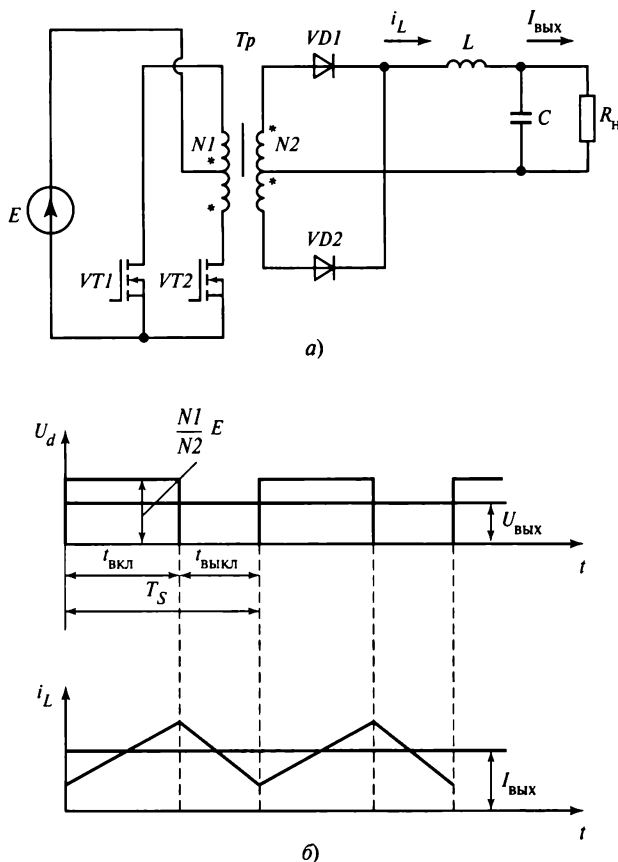 Tp
VD1
i_L
L
I_вых
N1
*
*
*
N2
*
C
R_н
E
VT1
VT2
VD2
а)
U_d
N1/N2 E
U_вых
t_вкл
t_выкл
T_S
t
i_L
I_вых
t
б)